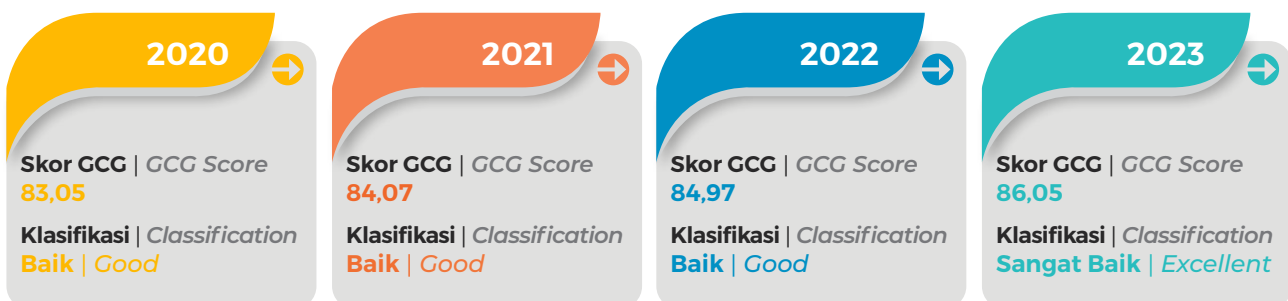 2020
Skor GCG | GCG Score
83,05
Klasifikasi | Classification
Baik | Good
2021
Skor GCG | GCG Score
84,07
Klasifikasi | Classification
Baik | Good
2022
Skor GCG | GCG Score
84,97
Klasifikasi | Classification
Baik | Good
2023
Skor GCG | GCG Score
86,05
Klasifikasi | Classification
Sangat Baik | Excellent